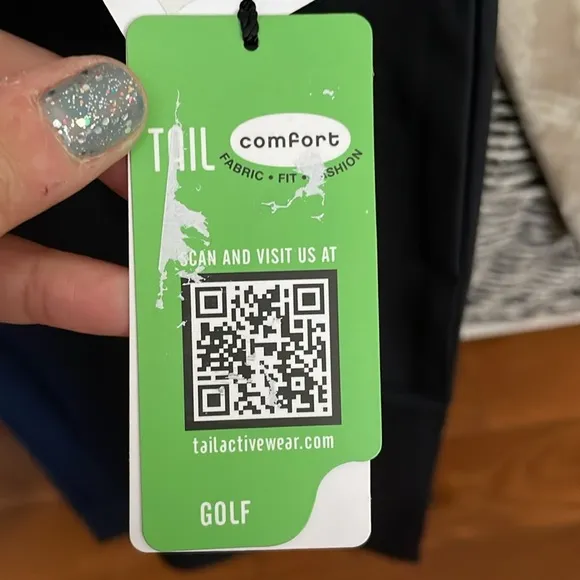 TAIL
comfort
FABRIC • FIT • FASHION
SCAN AND VISIT US AT
tailactivewear.com
GOLF